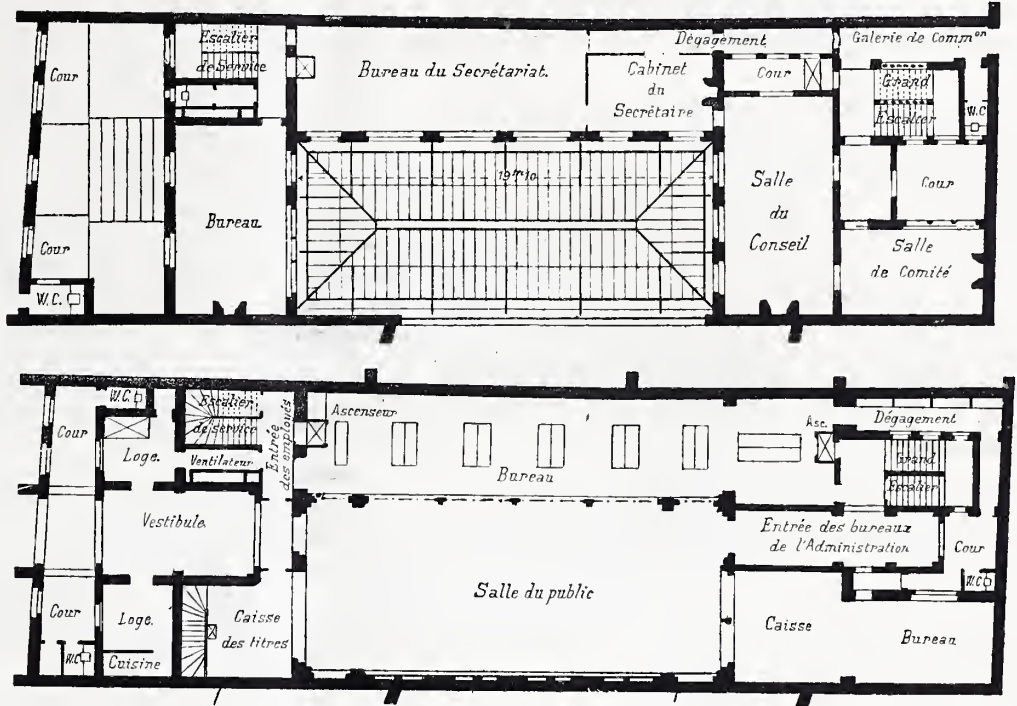 Escalier
de Service
Cour
Bureau du Secrétariat.
Cabinet
du
Secrétaire
Dégagement
Cour
Galerie de Comm^on
Grand
Escalier
W.C
19^m10
Bureau
Salle
du
Conseil
Cour
Salle
de Comité
Cour
W.C.
W.C.
Escalier
de service
Cour
Loge.
Ventilateur
Entrée
des employés
Ascenseur
Bureau
Asc.
Dégagement
Grand
Escalier
Vestibule.
Entrée des bureaux
de l'Administration
Cour
W.C
Salle du public
Cour
Loge.
Caisse
des titres
Caisse
Bureau
W.C
Cuisine